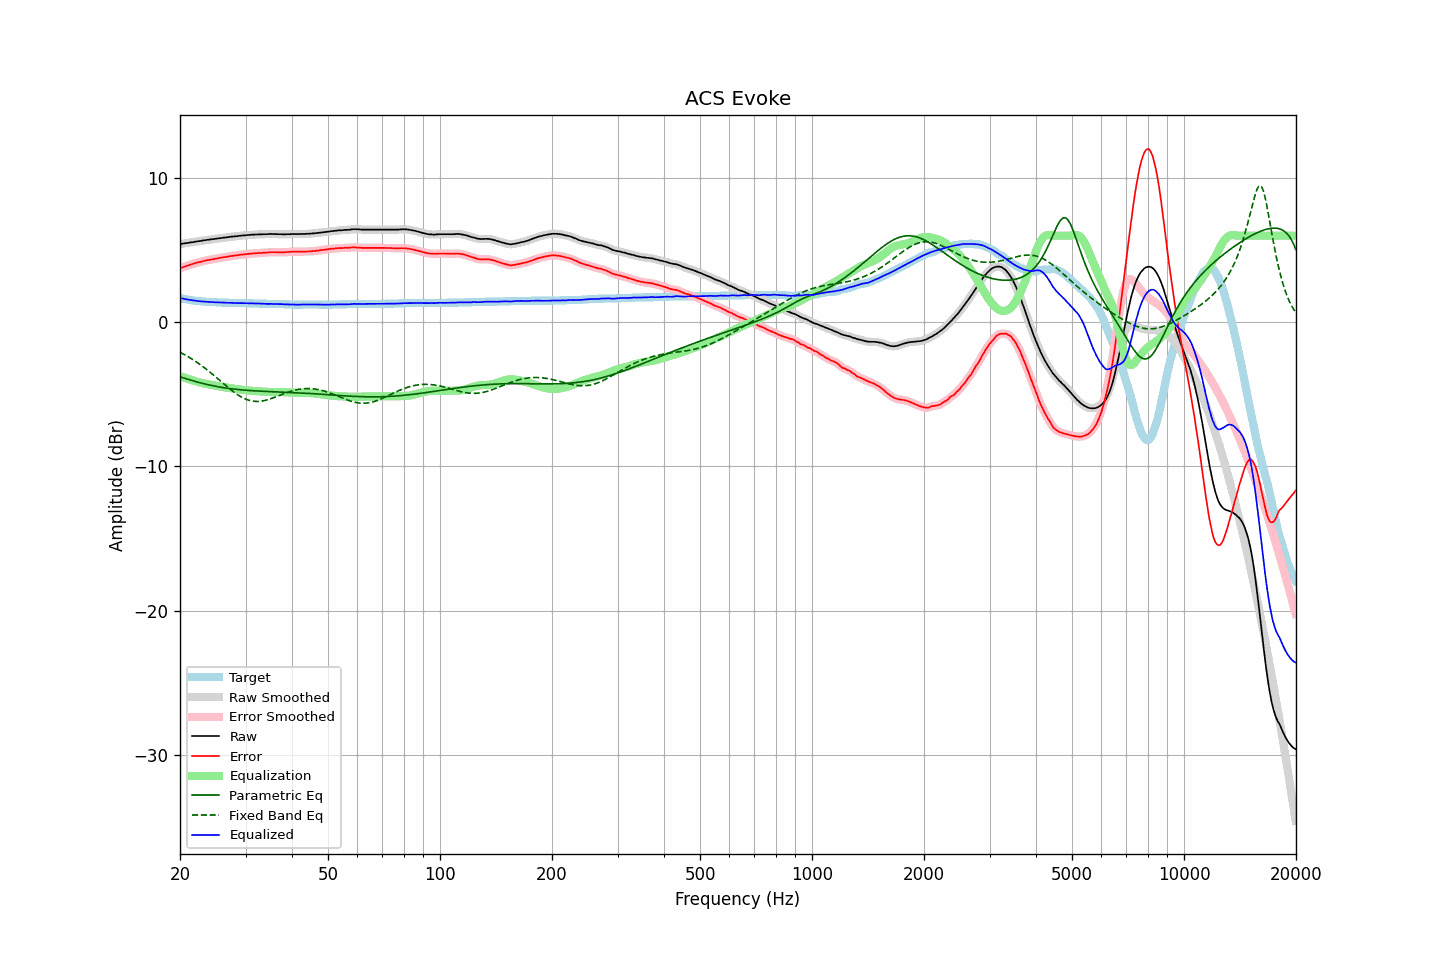 ACS Evoke
Amplitude (dBr)
10
0
−10
−20
−30
Target
Raw Smoothed
Error Smoothed
Raw
Error
Equalization
Parametric Eq
Fixed Band Eq
Equalized
20 50 100 200 500 1000 2000 5000 10000 20000
Frequency (Hz)